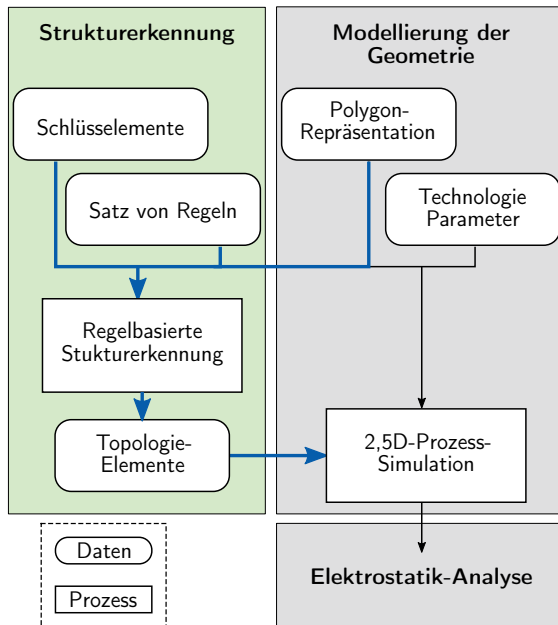 Strukturerkennung
Modellierung der
Geometrie
Schlüsselemente
Polygon-
Repräsentation
Satz von Regeln
Technologie
Parameter
Regelbasierte
Stukturerkennung
Topologie-
Elemente
2,5D-Prozess-
Simulation
Daten
Prozess
Elektrostatik-Analyse